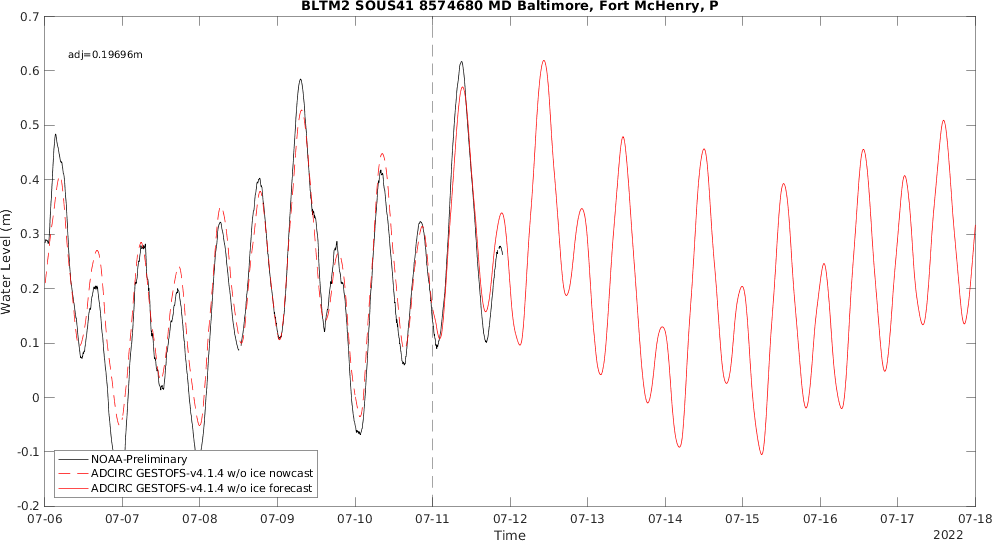 BLTM2 SOUS41 8574680 MD Baltimore, Fort McHenry, P
adj=0.19696m
Water Level (m)
0.7
0.6
0.5
0.4
0.3
0.2
0.1
0
-0.1
-0.2
NOAA-Preliminary
ADCIRC GESTOFS-v4.1.4 w/o ice nowcast
ADCIRC GESTOFS-v4.1.4 w/o ice forecast
07-06 07-07 07-08 07-09 07-10 07-11 07-12 07-13 07-14 07-15 07-16 07-17 07-18
Time
2022